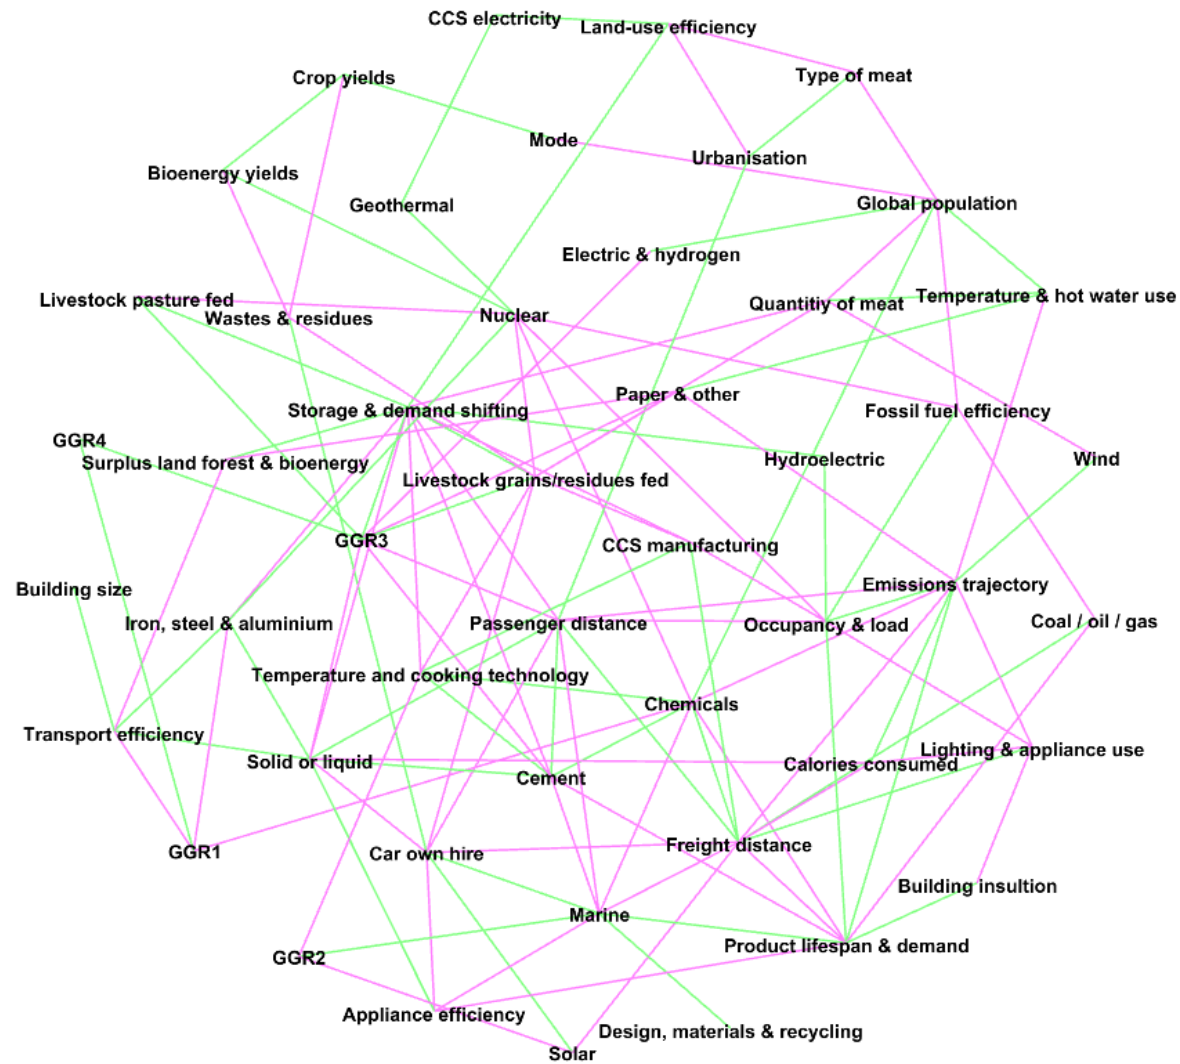 CCS electricity
Land-use efficiency
Crop yields
Type of meat
Mode
Urbanisation
Bioenergy yields
Geothermal
Global population
Electric & hydrogen
Livestock pasture fed
Wastes & residues
Nuclear
Quantitiy of meat
Temperature & hot water use
Paper & other
Storage & demand shifting
Fossil fuel efficiency
GGR4
Surplus land forest & bioenergy
Hydroelectric
Wind
Livestock grains/residues fed
GGR3
CCS manufacturing
Building size
Emissions trajectory
Iron, steel & aluminium
Passenger distance
Occupancy & load
Coal / oil / gas
Temperature and cooking technology
Chemicals
Transport efficiency
Solid or liquid
Cement
Calories consumed
Lighting & appliance use
GGR1
Car own hire
Freight distance
Building insultion
Marine
Product lifespan & demand
GGR2
Appliance efficiency
Design, materials & recycling
Solar